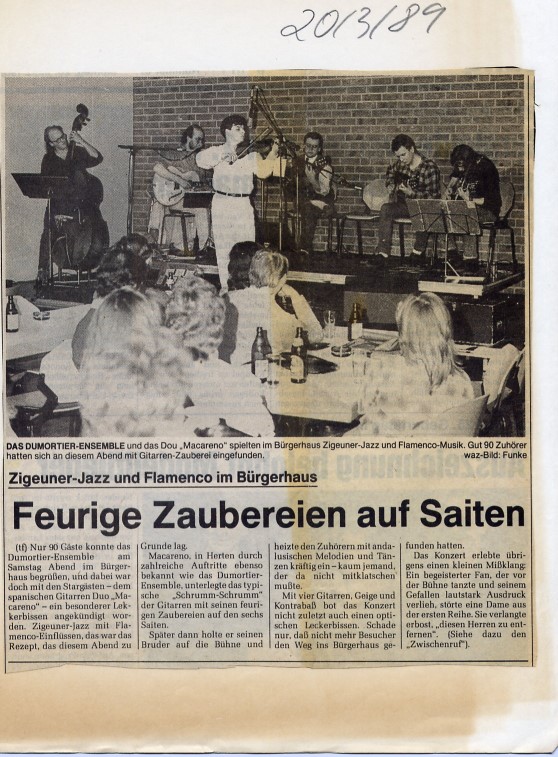 20/3/89
DAS DUMORTIER-ENSEMBLE und das Dou „Macareno" spielten im Bürgerhaus Zigeuner-Jazz und Flamenco-Musik. Gut 90 Zuhörer
hatten sich an diesem Abend mit Gitarren-Zauberei eingefunden. waz-Bild: Funke
Zigeuner-Jazz und Flamenco im Bürgerhaus
Feurige Zaubereien auf Saiten
(tf) Nur 90 Gäste konnte das
Dumortier-Ensemble am
Samstag Abend im Bürger-
haus begrüßen, und dabei war
doch mit den Stargästen – dem
spanischen Gitarren Duo „Ma-
careno" – ein besonderer Lek-
kerbissen angekündigt wor-
den. Zigeuner-Jazz mit Fla-
menco-Einflüssen, das war das
Rezept, das diesem Abend zu
Grunde lag.
Macareno, in Herten durch
zahlreiche Auftritte ebenso
bekannt wie das Dumortier-
Ensemble, unterlegte das typi-
sche „Schrumm-Schrumm"
der Gitarren mit seinen feuri-
gen Zaubereien auf den sechs
Saiten.
Später dann holte er seinen
Bruder auf die Bühne und
heizte den Zuhörern mit anda-
lusischen Melodien und Tän-
zen kräftig ein – kaum jemand,
der da nicht mitklatschen
mußte.
Mit vier Gitarren, Geige und
Kontrabaß bot das Konzert
nicht zuletzt auch einen opti-
schen Leckerbissen. Schade
nur, daß nicht mehr Besucher
den Weg ins Bürgerhaus ge-
funden hatten.
Das Konzert erlebte übri-
gens einen kleinen Mißklang:
Ein begeisterter Fan, der vor
der Bühne tanzte und seinem
Gefallen lautstark Ausdruck
verlieh, störte eine Dame aus
der ersten Reihe. Sie verlangte
erbost, „diesen Herren zu ent-
fernen". (Siehe dazu den
„Zwischenruf").